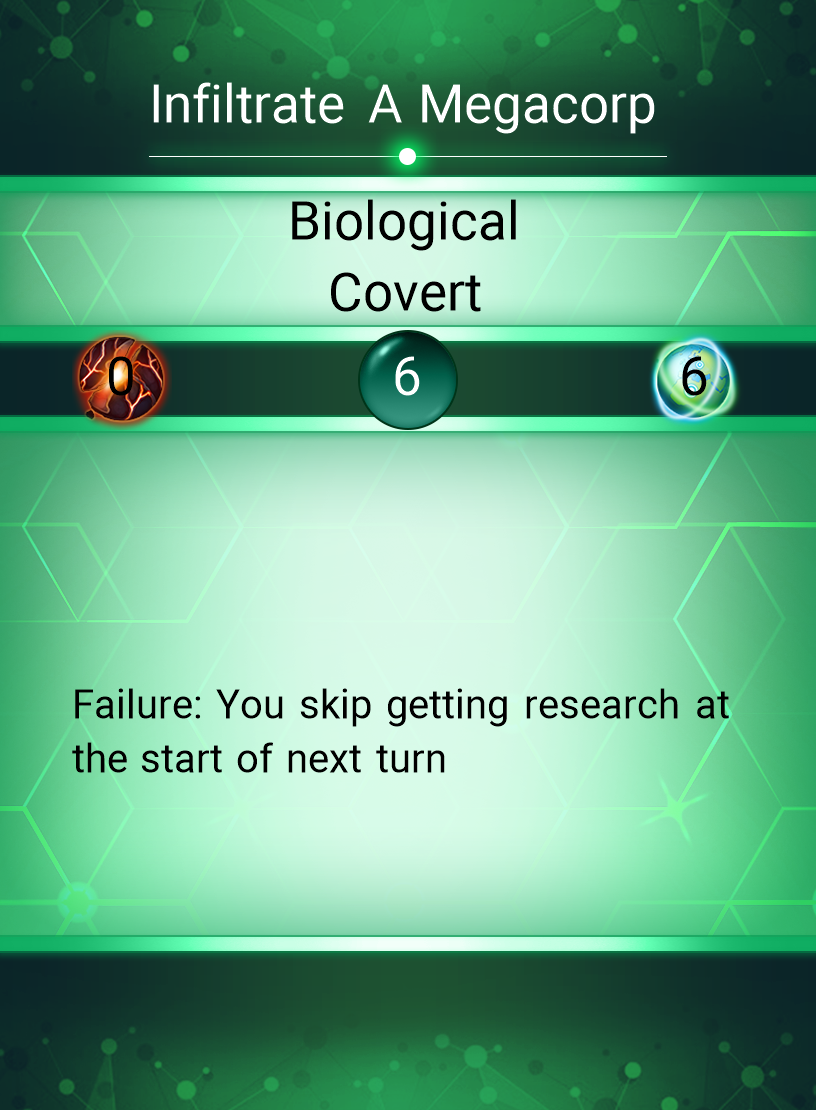 Infiltrate A Megacorp
Biological
Covert
0 6 6
Failure: You skip getting research at
the start of next turn